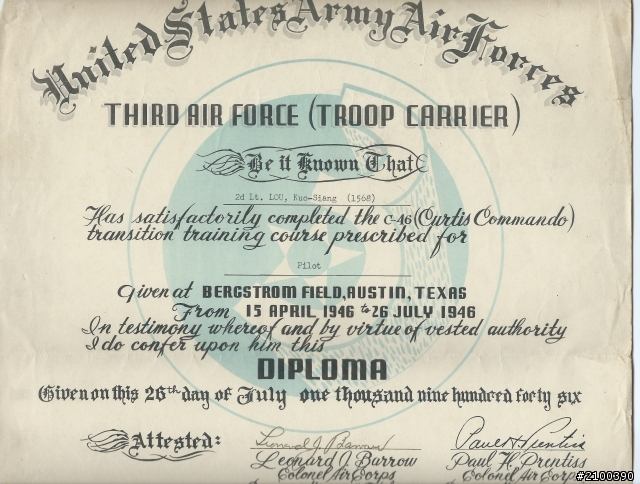 United States Army Air Forces
THIRD AIR FORCE (TROOP CARRIER)
Be it Known That
2d Lt. LOU, Kuo-Siang (1568)
Has satisfactorily completed the C-46 (Curtis Commando)
transition training course prescribed for
Pilot
Given at BERGSTROM FIELD, AUSTIN, TEXAS
From 15 APRIL 1946 to 26 JULY 1946
In testimony whereof and by virtue of vested authority
I do confer upon him this
DIPLOMA
Given on this 26th day of July one thousand nine hundred forty six
Attested: Leonard J. Barrow Paul H. Prentiss
Leonard J. Barrow Paul H. Prentiss
Colonel Air Corps Colonel Air Corps
#2100390